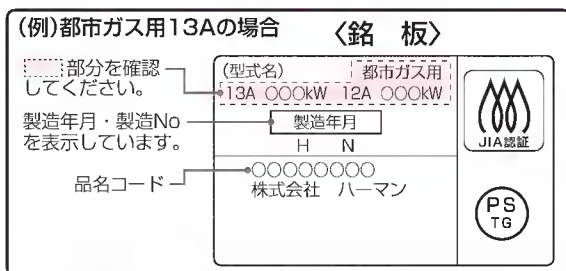 (例)都市ガス用13Aの場合
〈銘 板〉
部分を確認
してください。
(型式名) 都市ガス用
13A ○○○kW 12A ○○○kW
製造年月・製造No
を表示しています。
製造年月
H N
品名コード
○○○○○○○○
株式会社 ハーマン
JIA認証
PS
TG